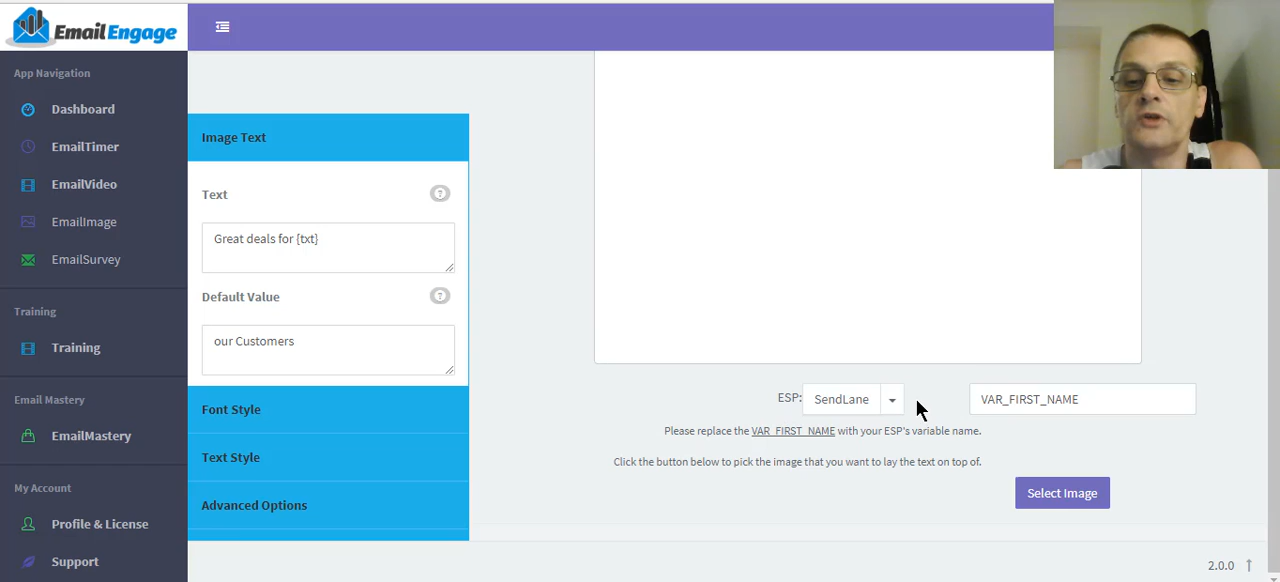 EmailEngage
App Navigation
Dashboard
EmailTimer
EmailVideo
EmailImage
EmailSurvey
Training
Training
Email Mastery
EmailMastery
My Account
Profile & License
Support
Image Text
Text
?
Great deals for {txt}
Default Value
?
our Customers
Font Style
Text Style
Advanced Options
ESP: SendLane
VAR_FIRST_NAME
Please replace the VAR_FIRST_NAME with your ESP's variable name.
Click the button below to pick the image that you want to lay the text on top of.
Select Image
2.0.0